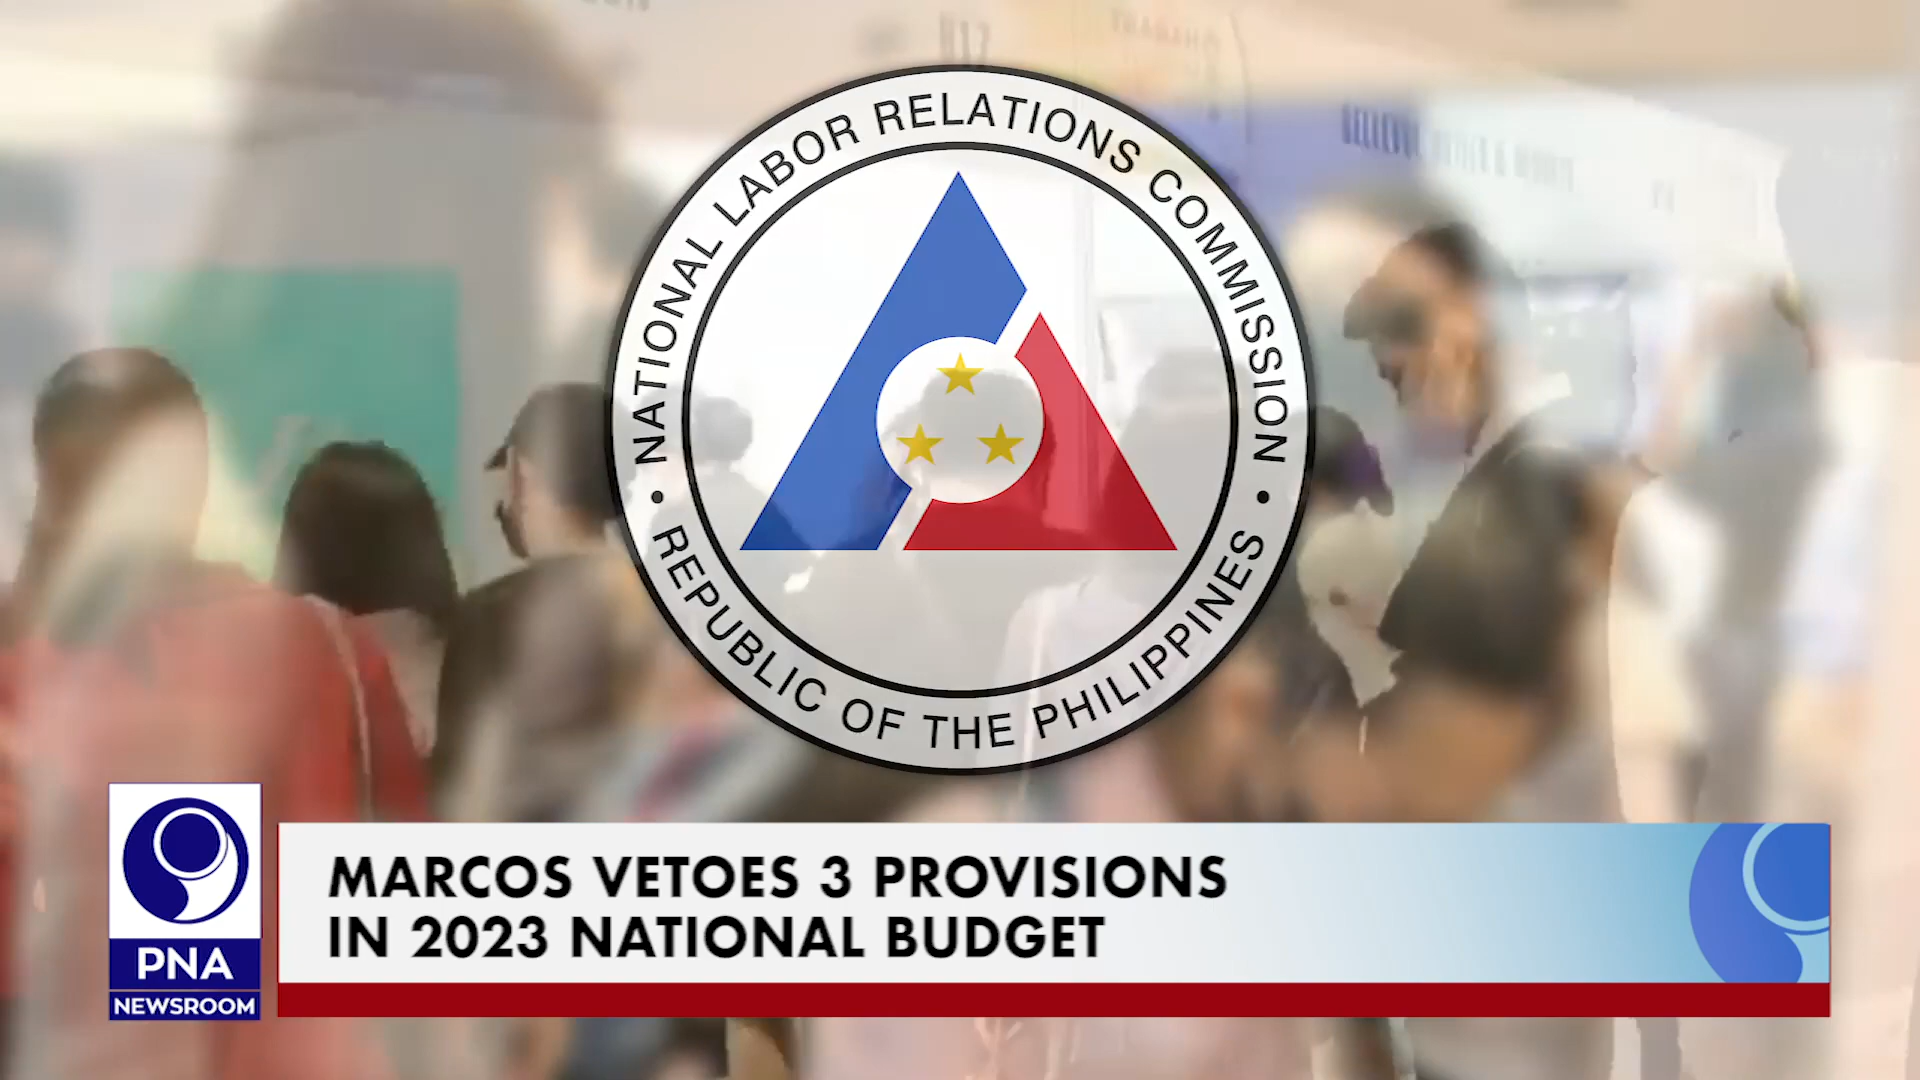 NATIONAL LABOR RELATIONS COMMISSION
• REPUBLIC OF THE PHILIPPINES •
MARCOS VETOES 3 PROVISIONS
IN 2023 NATIONAL BUDGET
PNA
NEWSROOM